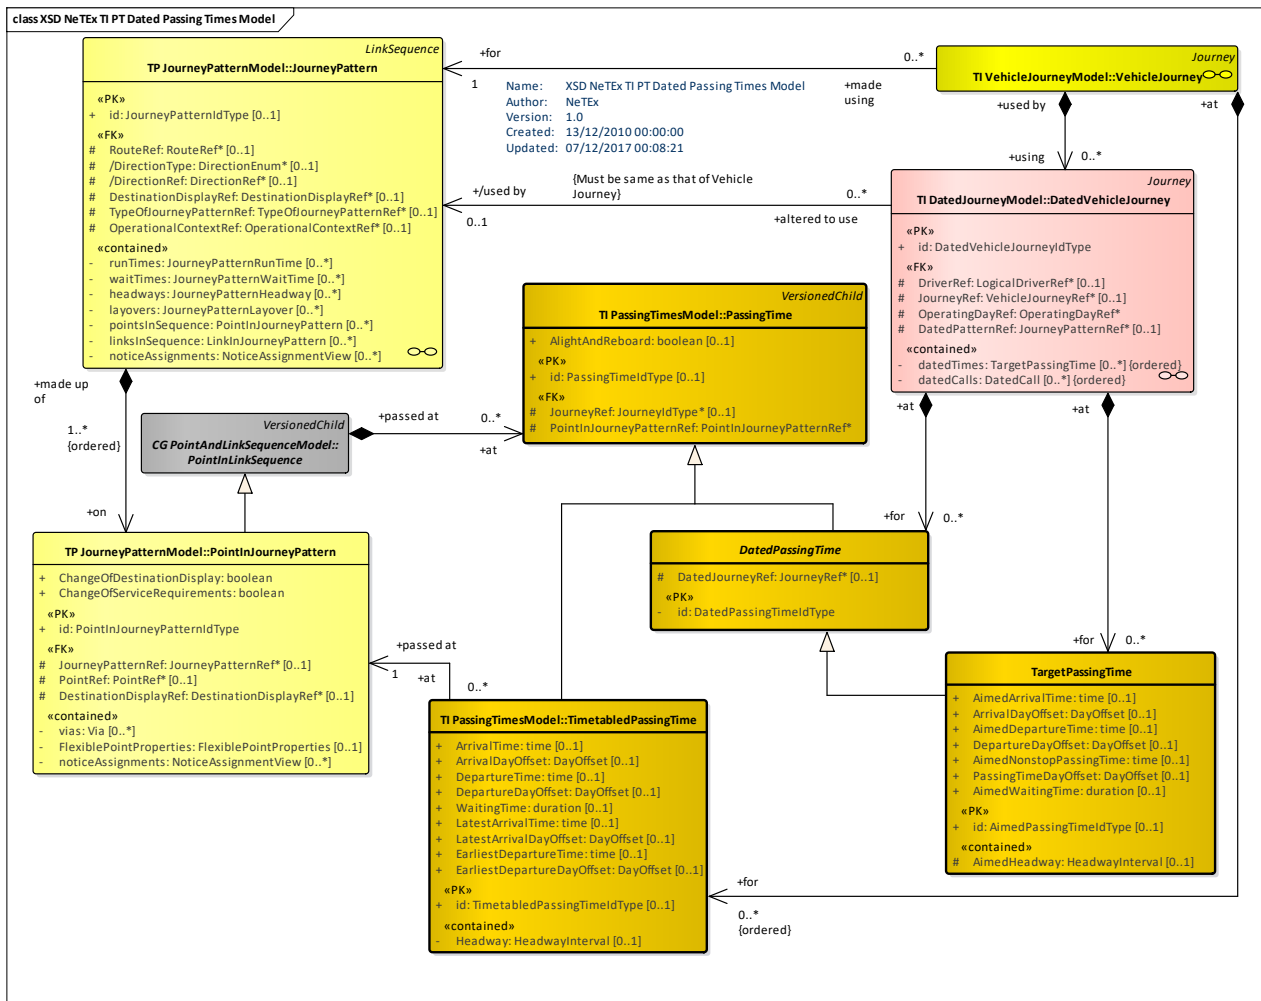 class XSD NeTEx TI PT Dated Passing Times Model
LinkSequence
TP JourneyPatternModel::JourneyPattern
«PK»
+ id: JourneyPatternIdType [0..1]
«FK»
# RouteRef: RouteRef* [0..1]
# /DirectionType: DirectionEnum* [0..1]
# /DirectionRef: DirectionRef* [0..1]
# DestinationDisplayRef: DestinationDisplayRef* [0..1]
# TypeOfJourneyPatternRef: TypeOfJourneyPatternRef* [0..1]
# OperationalContextRef: OperationalContextRef* [0..1]
«contained»
- runTimes: JourneyPatternRunTime [0..*]
- waitTimes: JourneyPatternWaitTime [0..*]
- headways: JourneyPatternHeadway [0..*]
- layovers: JourneyPatternLayover [0..*]
- pointsInSequence: PointInJourneyPattern [0..*]
- linksInSequence: LinkInJourneyPattern [0..*]
- noticeAssignments: NoticeAssignmentView [0..*]
+for
1
0..*
+made
using
Name: XSD NeTEx TI PT Dated Passing Times Model
Author: NeTEx
Version: 1.0
Created: 13/12/2010 00:00:00
Updated: 07/12/2017 00:08:21
Journey
TI VehicleJourneyModel::VehicleJourney
+used by
+at
+using
0..*
+/used by
0..1
{Must be same as that of Vehicle
Journey}
0..*
+altered to use
Journey
TI DatedJourneyModel::DatedVehicleJourney
«PK»
+ id: DatedVehicleJourneyIdType
«FK»
# DriverRef: LogicalDriverRef* [0..1]
# JourneyRef: VehicleJourneyRef* [0..1]
# OperatingDayRef: OperatingDayRef*
# DatedPatternRef: JourneyPatternRef* [0..1]
«contained»
- datedTimes: TargetPassingTime [0..*] {ordered}
- datedCalls: DatedCall [0..*] {ordered}
VersionedChild
TI PassingTimesModel::PassingTime
+ AlightAndReboard: boolean [0..1]
«PK»
+ id: PassingTimeIdType [0..1]
«FK»
# JourneyRef: JourneyIdType* [0..1]
# PointInJourneyPatternRef: PointInJourneyPatternRef*
+made up
of
1..*
{ordered}
+on
VersionedChild
CG PointAndLinkSequenceModel::
PointInLinkSequence
+passed at
0..*
+at
+at
+at
+for
0..*
+for
0..*
TP JourneyPatternModel::PointInJourneyPattern
+ ChangeOfDestinationDisplay: boolean
+ ChangeOfServiceRequirements: boolean
«PK»
+ id: PointInJourneyPatternIdType
«FK»
# JourneyPatternRef: JourneyPatternRef* [0..1]
# PointRef: PointRef* [0..1]
# DestinationDisplayRef: DestinationDisplayRef* [0..1]
«contained»
- vias: Via [0..*]
- FlexiblePointProperties: FlexiblePointProperties [0..1]
- noticeAssignments: NoticeAssignmentView [0..*]
+passed at
1
+at
0..*
DatedPassingTime
# DatedJourneyRef: JourneyRef* [0..1]
«PK»
- id: DatedPassingTimeIdType
TargetPassingTime
+ AimedArrivalTime: time [0..1]
+ ArrivalDayOffset: DayOffset [0..1]
+ AimedDepartureTime: time [0..1]
+ DepartureDayOffset: DayOffset [0..1]
+ AimedNonstopPassingTime: time [0..1]
+ PassingTimeDayOffset: DayOffset [0..1]
+ AimedWaitingTime: duration [0..1]
«PK»
+ id: AimedPassingTimeIdType [0..1]
«contained»
# AimedHeadway: HeadwayInterval [0..1]
TI PassingTimesModel::TimetabledPassingTime
+ ArrivalTime: time [0..1]
+ ArrivalDayOffset: DayOffset [0..1]
+ DepartureTime: time [0..1]
+ DepartureDayOffset: DayOffset [0..1]
+ WaitingTime: duration [0..1]
+ LatestArrivalTime: time [0..1]
+ LatestArrivalDayOffset: DayOffset [0..1]
+ EarliestDepartureTime: time [0..1]
+ EarliestDepartureDayOffset: DayOffset [0..1]
«PK»
+ id: TimetabledPassingTimeIdType [0..1]
«contained»
- Headway: HeadwayInterval [0..1]
+for
0..*
{ordered}